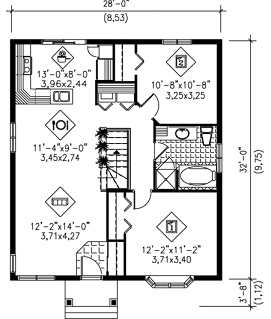 28'-0"
(8,53)
13'-0"x8'-0"
3,96x2,44
10'-8"x10'-8"
3,25x3,25
11'-4"x9'-0"
3,45x2,74
32'-0"
(9,75)
12'-2"x14'-0"
3,71x4,27
12'-2"x11'-2"
3,71x3,40
3'-8"
(1,12)